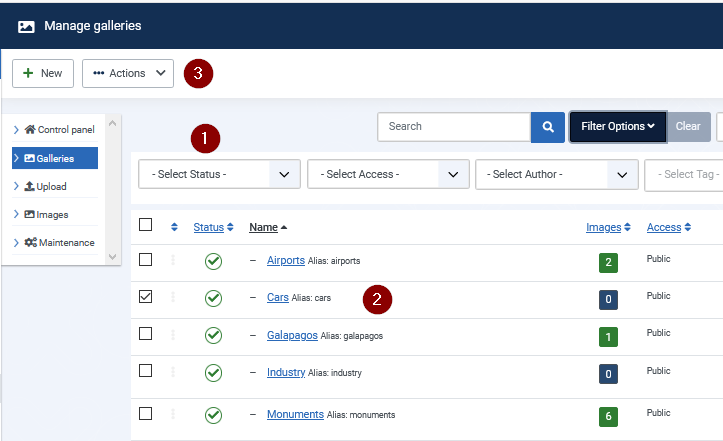 Manage galleries
New Actions 3
Control panel
Galleries
Upload
Images
Maintenance
Search Filter Options Clear
1
- Select Status - - Select Access - - Select Author - - Select Tag -
Status Name Images Access
Airports Alias: airports 2 Public
Cars Alias: cars 2 0 Public
Galapagos Alias: galapagos 1 Public
Industry Alias: industry 0 Public
Monuments Alias: monuments 6 Public